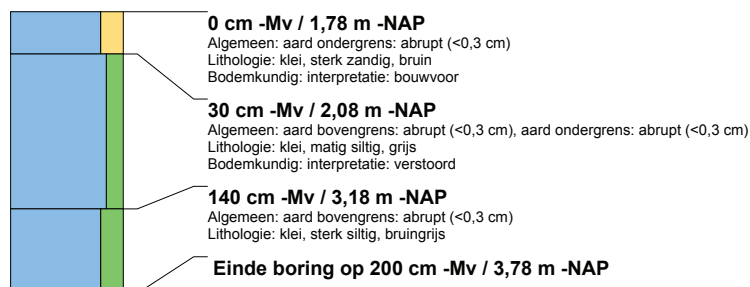 0 cm -Mv / 1,78 m -NAP
Algemeen: aard ondergrens: abrupt (<0,3 cm)
Lithologie: klei, sterk zandig, bruin
Bodemkundig: interpretatie: bouwvoor
30 cm -Mv / 2,08 m -NAP
Algemeen: aard bovengrens: abrupt (<0,3 cm), aard ondergrens: abrupt (<0,3 cm)
Lithologie: klei, matig siltig, grijs
Bodemkundig: interpretatie: verstoord
140 cm -Mv / 3,18 m -NAP
Algemeen: aard bovengrens: abrupt (<0,3 cm)
Lithologie: klei, sterk siltig, bruingrijs
Einde boring op 200 cm -Mv / 3,78 m -NAP